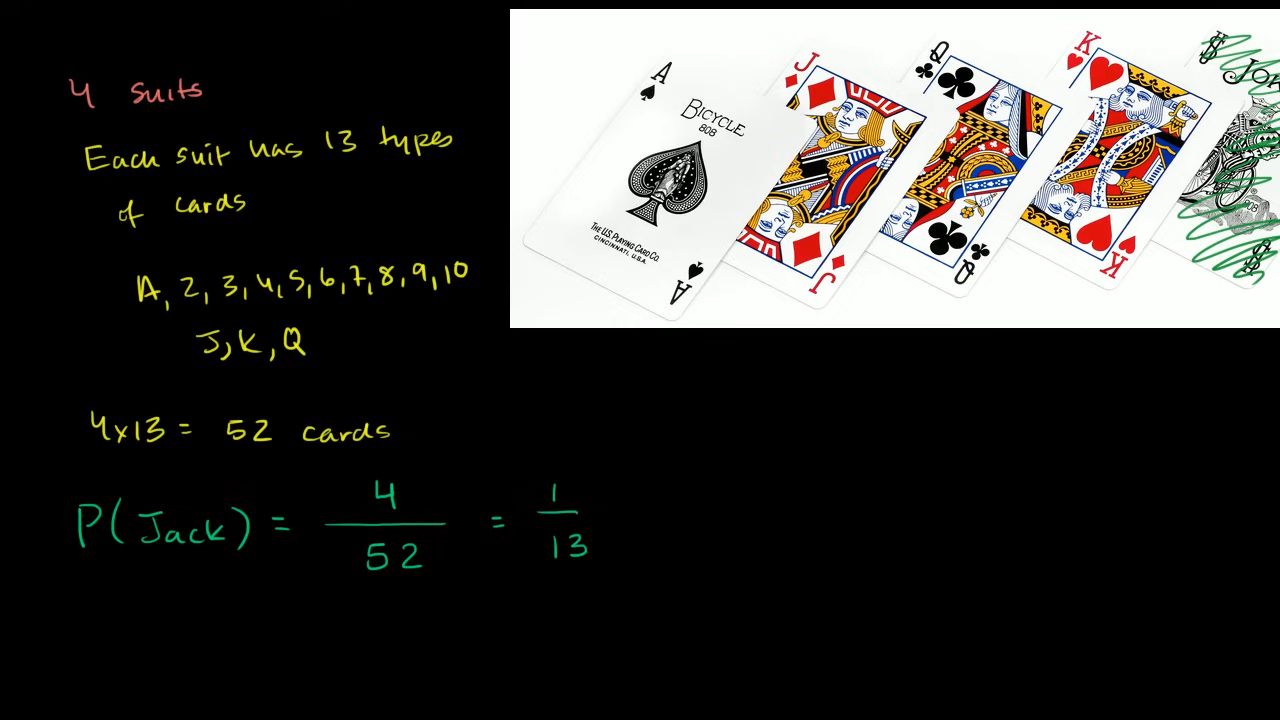 4 suits
Each suit has 13 types
of cards
A, 2, 3, 4, 5, 6, 7, 8, 9, 10
J, K, Q
4x13 = 52 cards
P(Jack) = 4/52 = 1/13
A
BICYCLE
808
THE U.S. PLAYING CARD CO.
CINCINNATI, U.S.A.
A
J
J
Q
Q
K
K
JOK